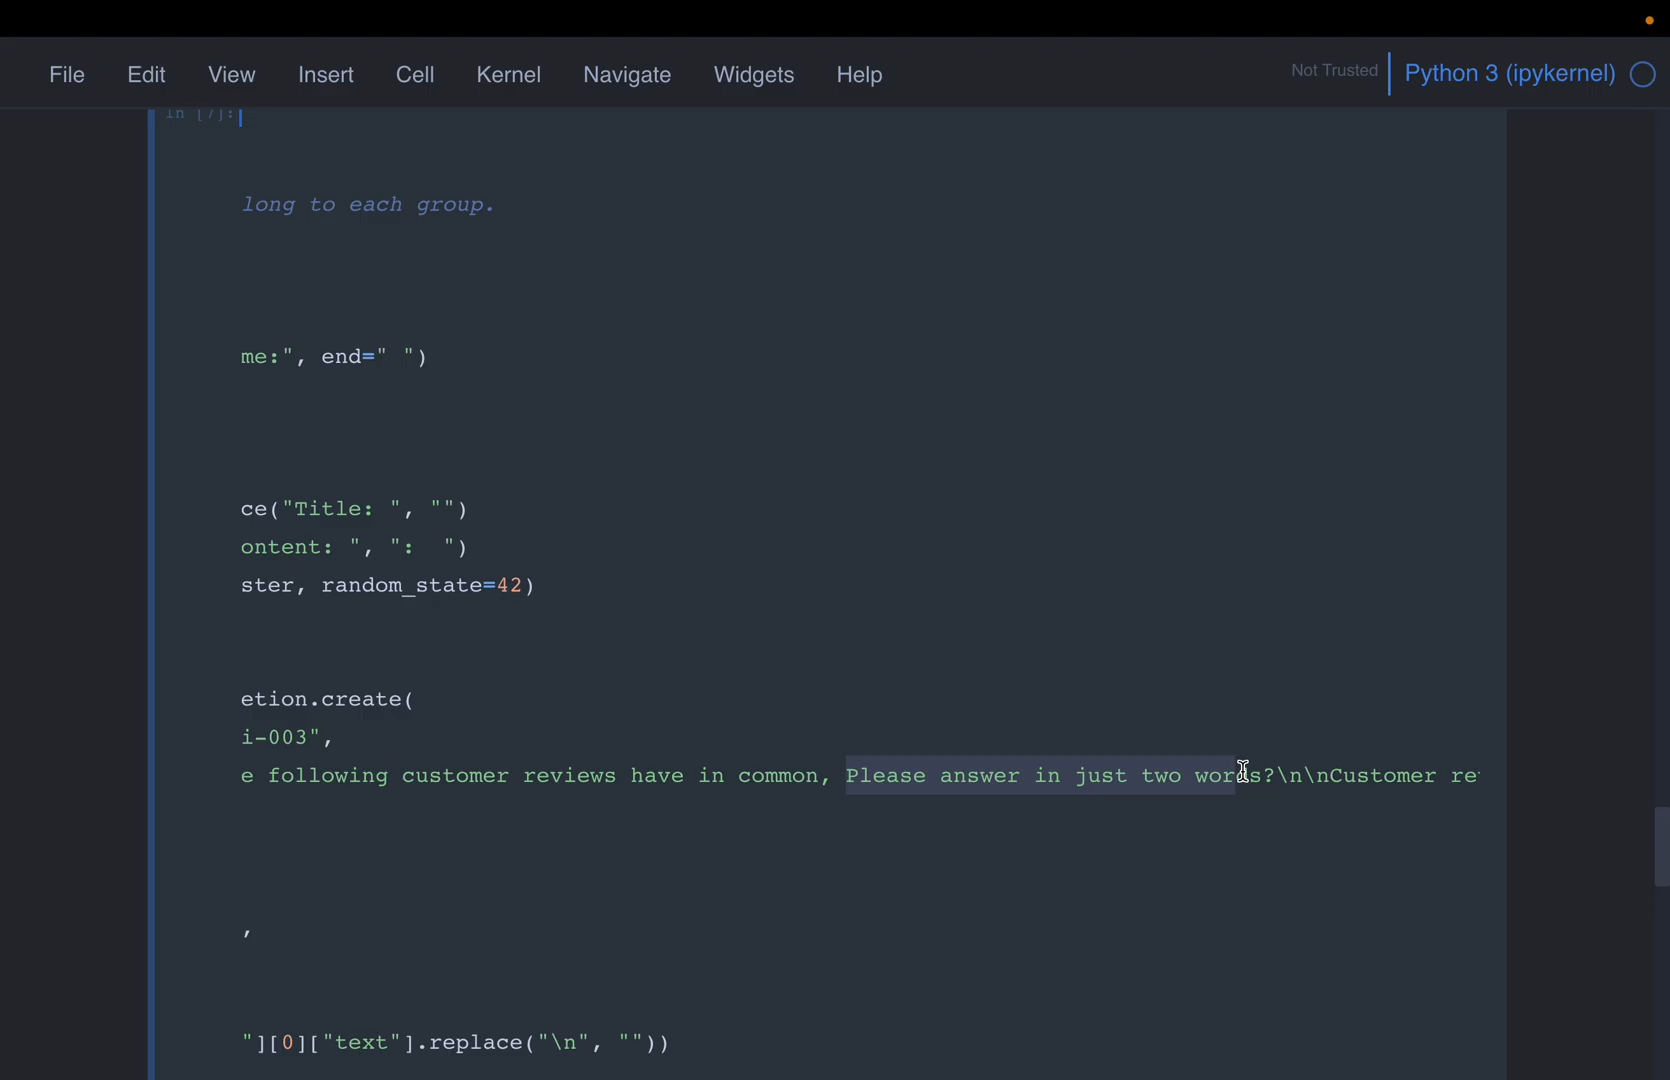 File Edit View Insert Cell Kernel Navigate Widgets Help Not Trusted Python 3 (ipykernel)
In [7]:
long to each group.
me:", end=" ")
ce("Title: ", "")
ontent: ", ":  ")
ster, random_state=42)
etion.create(
i-003",
e following customer reviews have in common, Please answer in just two words?\n\nCustomer re
,
"][0]["text"].replace("\n", ""))